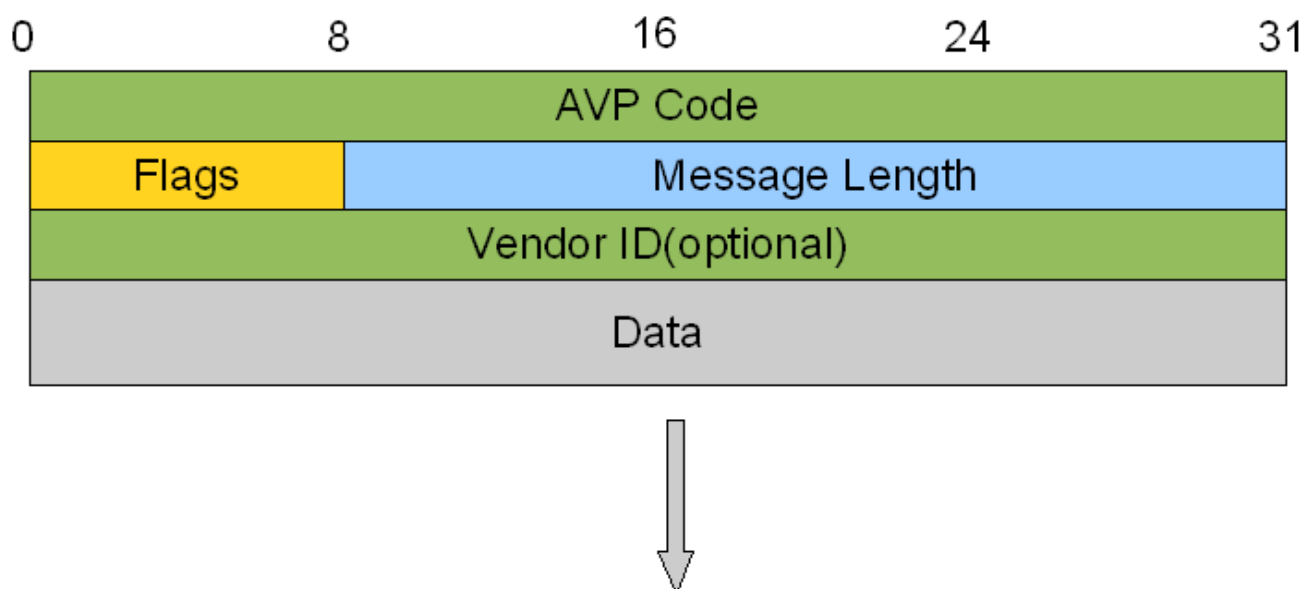 0 8 16 24 31
AVP Code
Flags Message Length
Vendor ID(optional)
Data